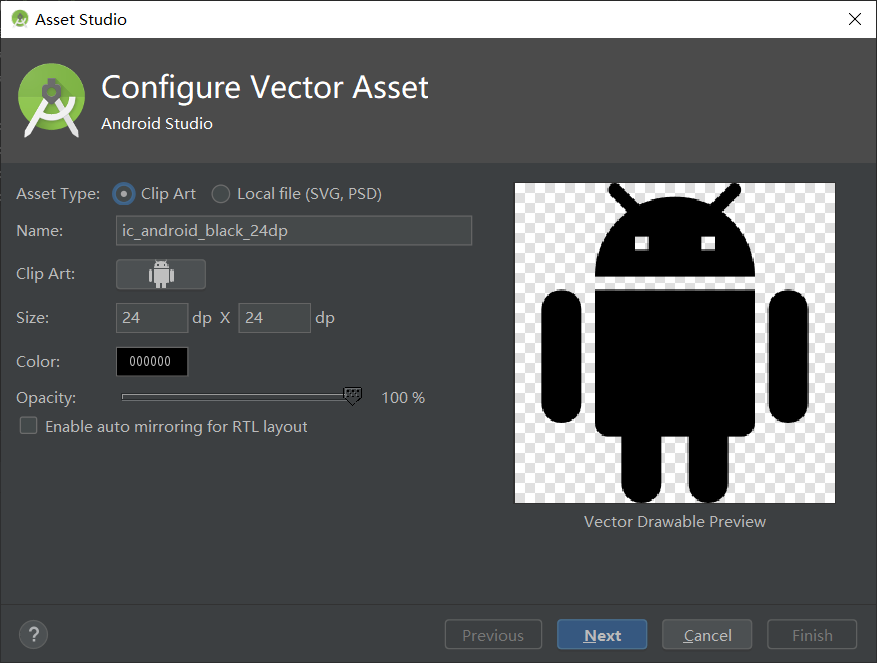 Asset Studio
Configure Vector Asset
Android Studio
Asset Type: Clip Art Local file (SVG, PSD)
Name: ic_android_black_24dp
Clip Art:
Size: 24 dp X 24 dp
Color: 000000
Opacity: 100 %
Enable auto mirroring for RTL layout
Vector Drawable Preview
? Previous Next Cancel Finish